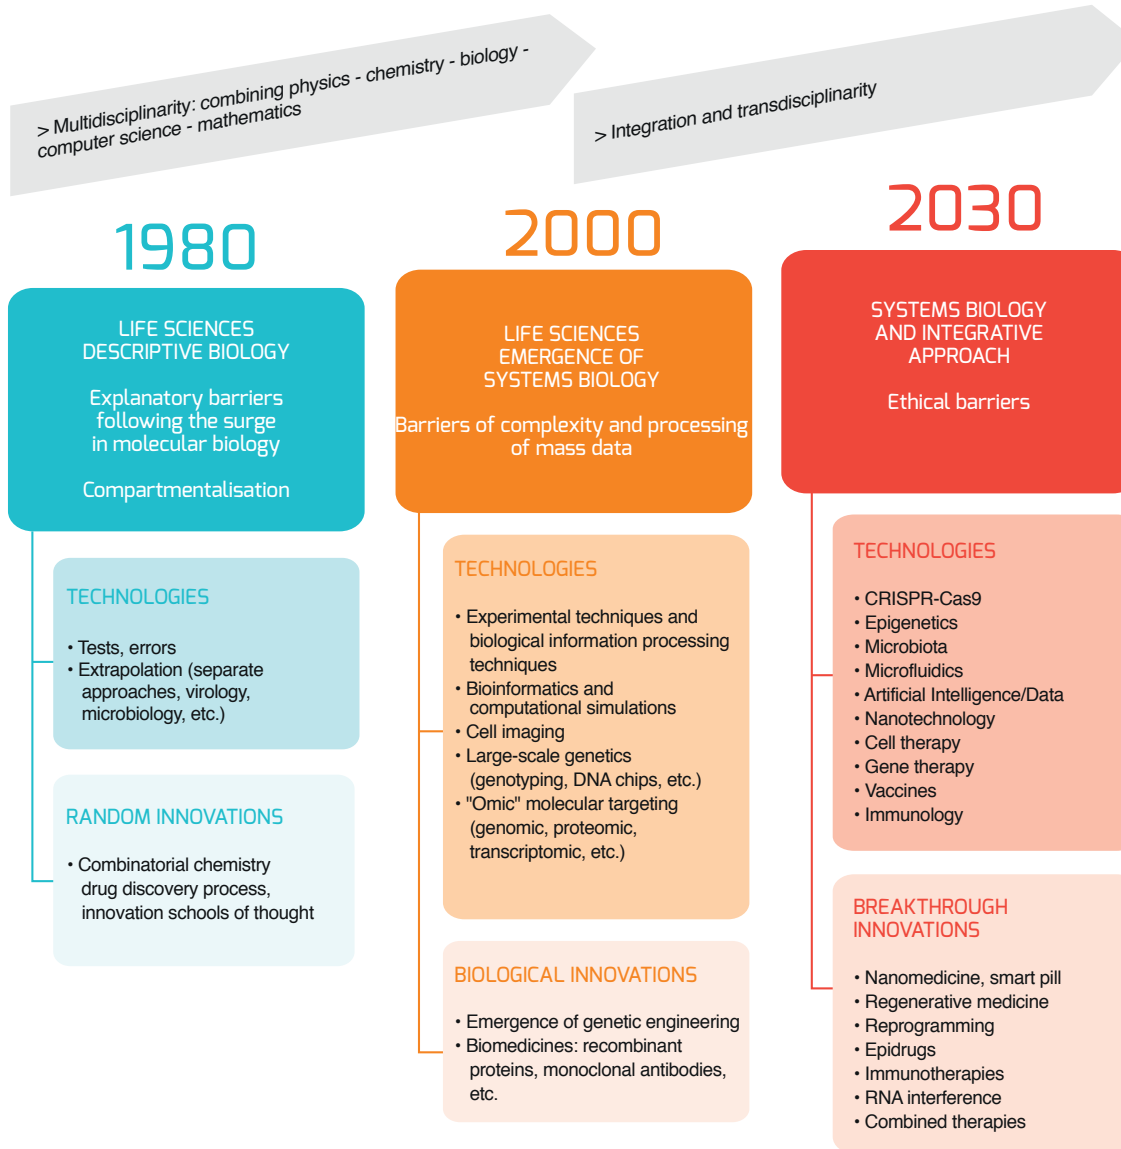 > Multidisciplinarity: combining physics - chemistry - biology -
computer science - mathematics
> Integration and transdisciplinarity
1980
LIFE SCIENCES
DESCRIPTIVE BIOLOGY
Explanatory barriers
following the surge
in molecular biology
Compartmentalisation
TECHNOLOGIES
• Tests, errors
• Extrapolation (separate
approaches, virology,
microbiology, etc.)
RANDOM INNOVATIONS
• Combinatorial chemistry
drug discovery process,
innovation schools of thought
2000
LIFE SCIENCES
EMERGENCE OF
SYSTEMS BIOLOGY
Barriers of complexity and processing
of mass data
TECHNOLOGIES
• Experimental techniques and
biological information processing
techniques
• Bioinformatics and
computational simulations
• Cell imaging
• Large-scale genetics
(genotyping, DNA chips, etc.)
• "Omic" molecular targeting
(genomic, proteomic,
transcriptomic, etc.)
BIOLOGICAL INNOVATIONS
• Emergence of genetic engineering
• Biomedicines: recombinant
proteins, monoclonal antibodies,
etc.
2030
SYSTEMS BIOLOGY
AND INTEGRATIVE
APPROACH
Ethical barriers
TECHNOLOGIES
• CRISPR-Cas9
• Epigenetics
• Microbiota
• Microfluidics
• Artificial Intelligence/Data
• Nanotechnology
• Cell therapy
• Gene therapy
• Vaccines
• Immunology
BREAKTHROUGH
INNOVATIONS
• Nanomedicine, smart pill
• Regenerative medicine
• Reprogramming
• Epidrugs
• Immunotherapies
• RNA interference
• Combined therapies